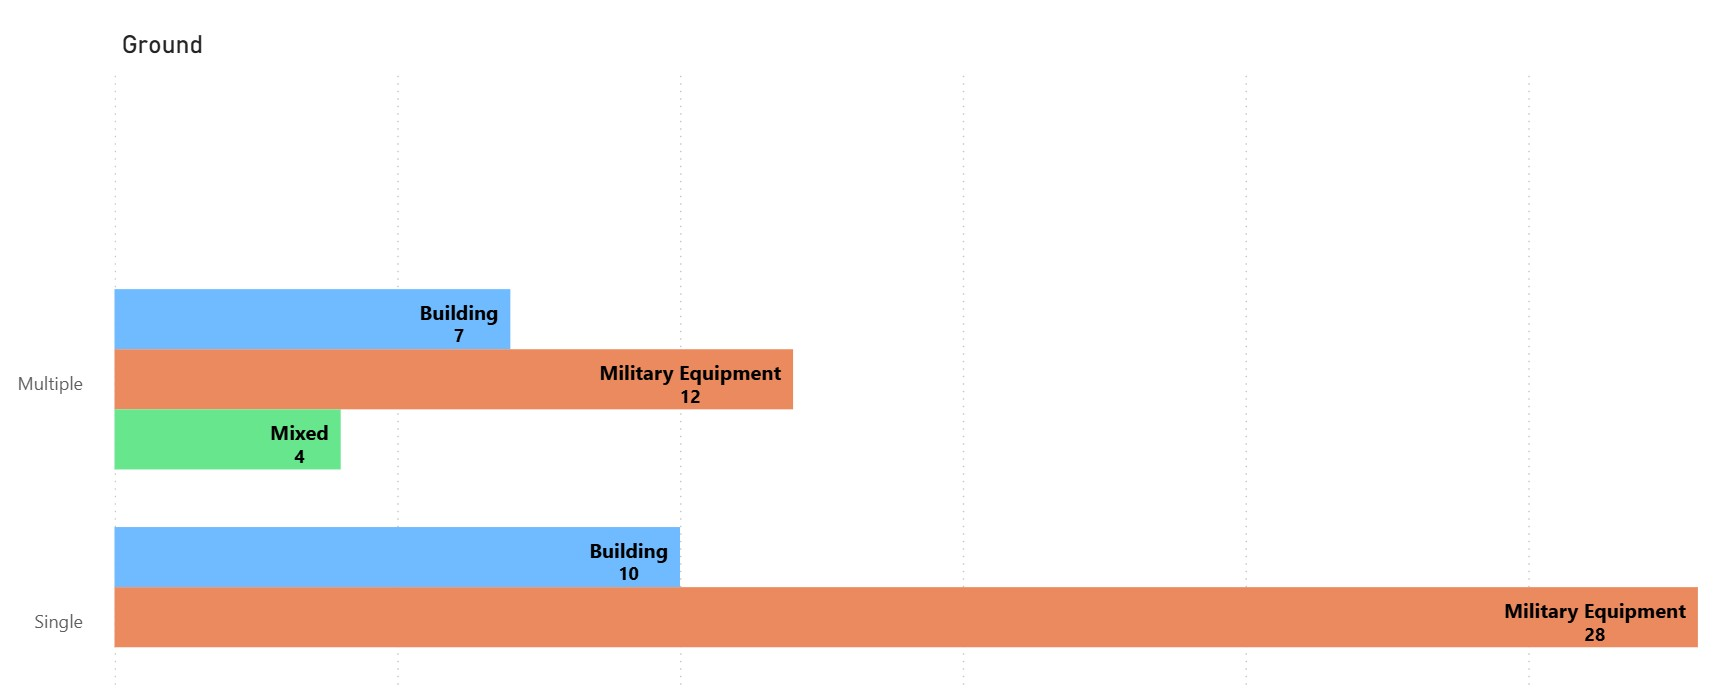 Ground
Building
7
Military Equipment
12
Multiple
Mixed
4
Building
10
Military Equipment
28
Single